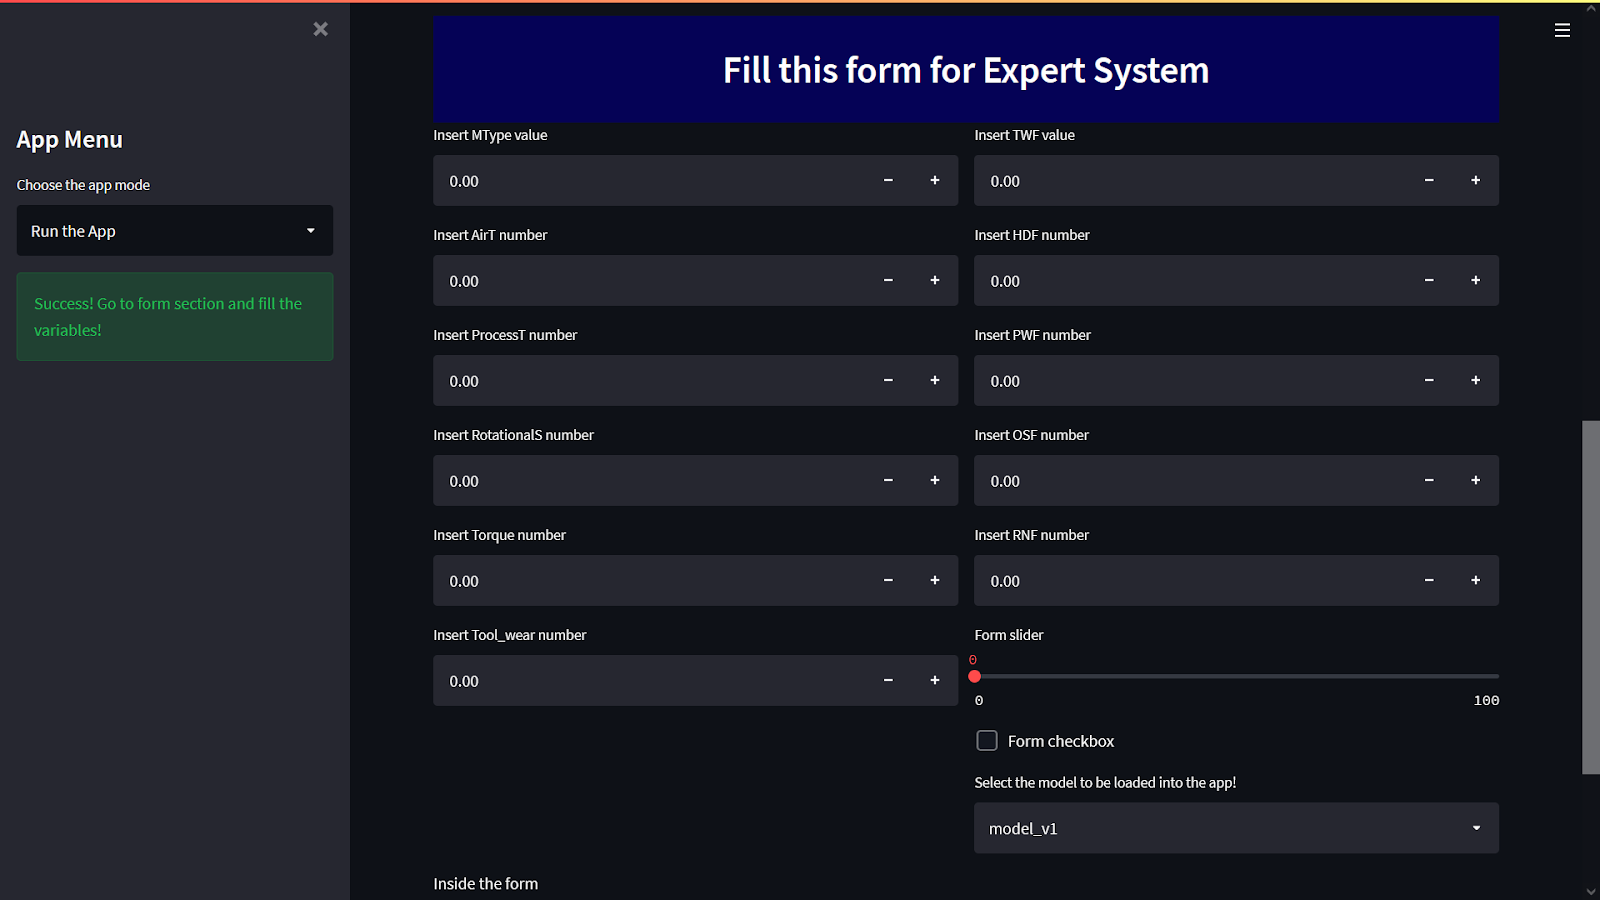 App Menu
Choose the app mode
Run the App
Success! Go to form section and fill the
variables!
Fill this form for Expert System
Insert MType value
0.00
Insert AirT number
0.00
Insert ProcessT number
0.00
Insert RotationalS number
0.00
Insert Torque number
0.00
Insert Tool_wear number
0.00
Insert TWF value
0.00
Insert HDF number
0.00
Insert PWF number
0.00
Insert OSF number
0.00
Insert RNF number
0.00
Form slider
0
0 100
Form checkbox
Select the model to be loaded into the app!
model_v1
Inside the form